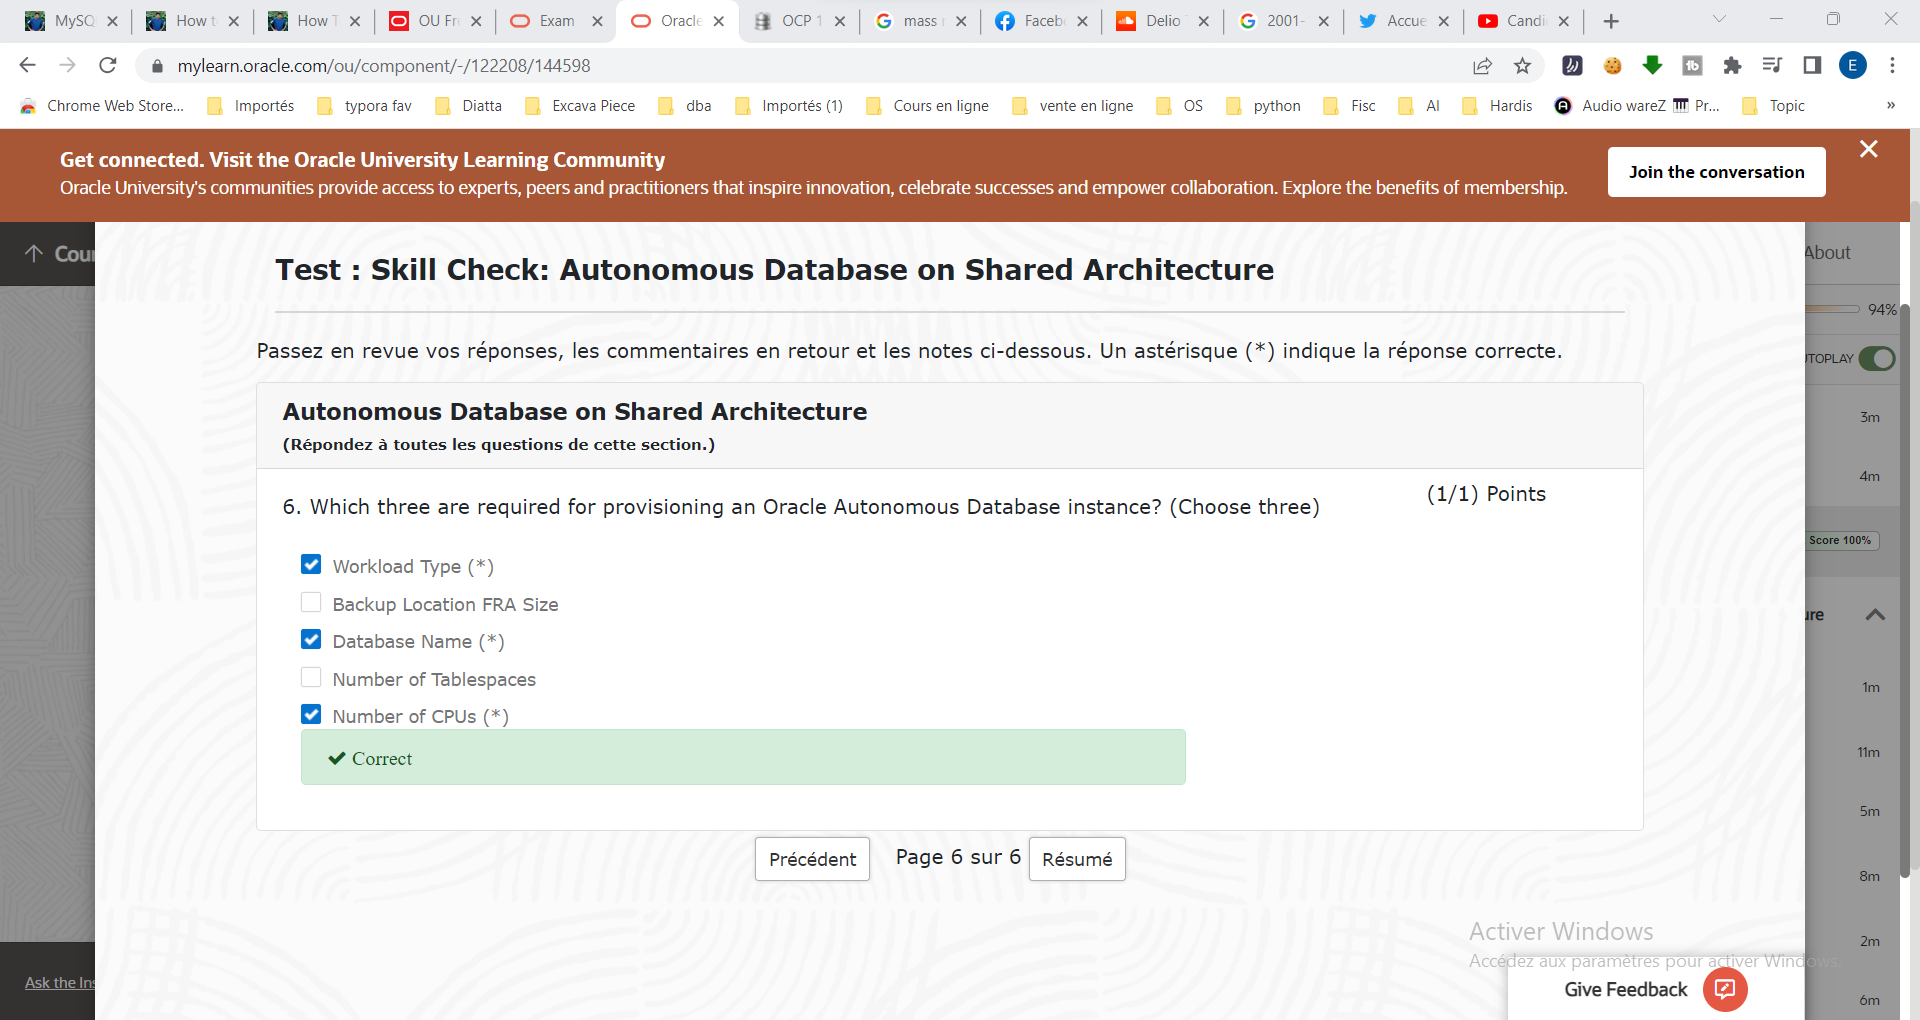 MySQ
How t
How T
OU Fre
Exam
Oracle
OCP 1
mass
Faceb
Delio
2001-
Accue
Candi
mylearn.oracle.com/ou/component/-/122208/144598
E
Chrome Web Store...
Importés
typora fav
Diatta
Excava Piece
dba
Importés (1)
Cours en ligne
vente en ligne
OS
python
Fisc
AI
Hardis
Audio wareZ
Pr...
Topic
»
Get connected. Visit the Oracle University Learning Community
Oracle University's communities provide access to experts, peers and practitioners that inspire innovation, celebrate successes and empower collaboration. Explore the benefits of membership.
Join the conversation
Cour
About
Test : Skill Check: Autonomous Database on Shared Architecture
94%
Passez en revue vos réponses, les commentaires en retour et les notes ci-dessous. Un astérisque (*) indique la réponse correcte.
TOPLAY
Autonomous Database on Shared Architecture
(Répondez à toutes les questions de cette section.)
3m
4m
6. Which three are required for provisioning an Oracle Autonomous Database instance? (Choose three)
(1/1) Points
Score 100%
Workload Type (*)
Backup Location FRA Size
Database Name (*)
Number of Tablespaces
Number of CPUs (*)
Correct
ure
1m
11m
5m
8m
2m
6m
Précédent
Page 6 sur 6
Résumé
Activer Windows
Accédez aux paramètres pour activer Windows.
Ask the Ins
Give Feedback